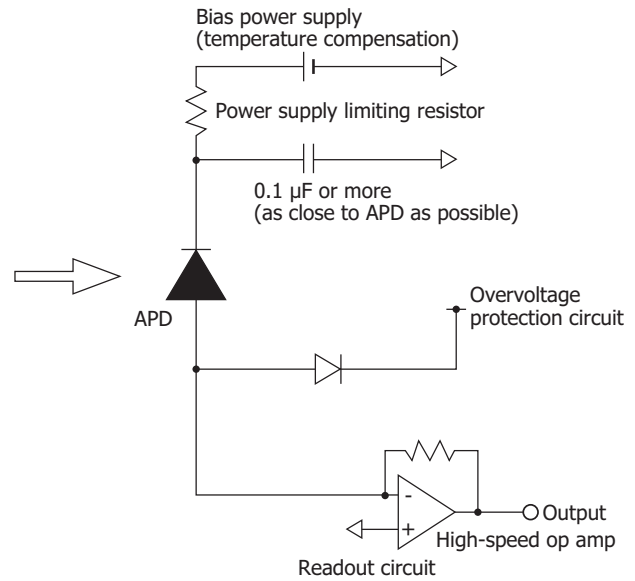 Bias power supply
(temperature compensation)
Power supply limiting resistor
0.1 µF or more
(as close to APD as possible)
APD
Overvoltage
protection circuit
-
+
Output
High-speed op amp
Readout circuit